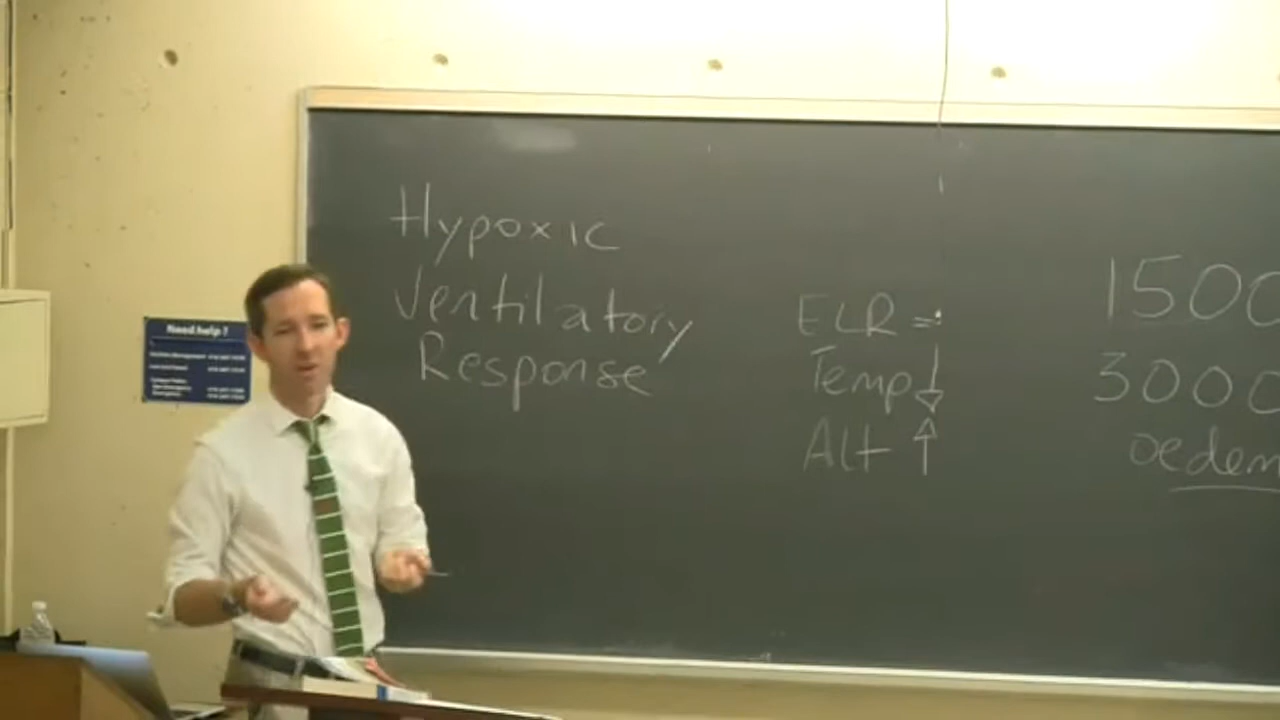 Need help?
Hypoxic
Ventilatory
Response
ELR =
Temp ↓
Alt ↑
1500
3000
oedem